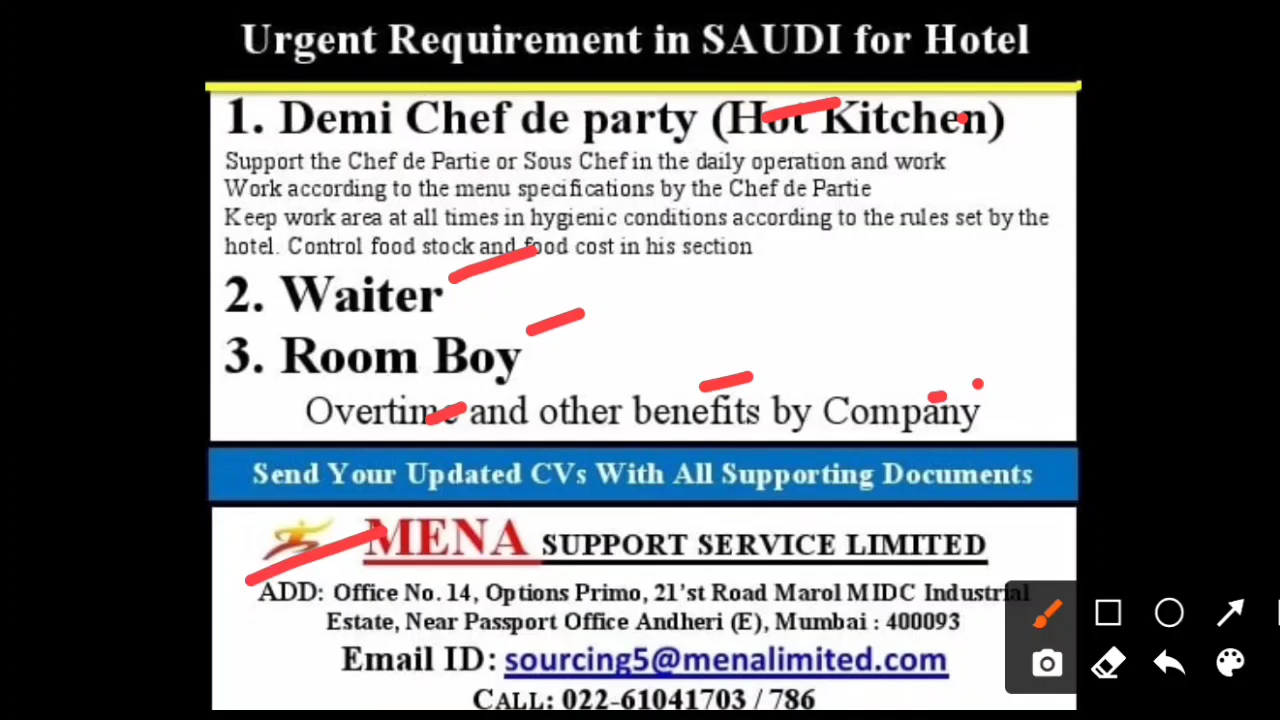 Urgent Requirement in SAUDI for Hotel
1. Demi Chef de party (Hot Kitchen)
Support the Chef de Partie or Sous Chef in the daily operation and work
Work according to the menu specifications by the Chef de Partie
Keep work area at all times in hygienic conditions according to the rules set by the
hotel. Control food stock and food cost in his section
2. Waiter
3. Room Boy
Overtime and other benefits by Company
Send Your Updated CVs With All Supporting Documents
MENA SUPPORT SERVICE LIMITED
ADD: Office No. 14, Options Primo, 21'st Road Marol MIDC Industrial
Estate, Near Passport Office Andheri (E), Mumbai : 400093
Email ID: sourcing5@menalimited.com
CALL: 022-61041703 / 786